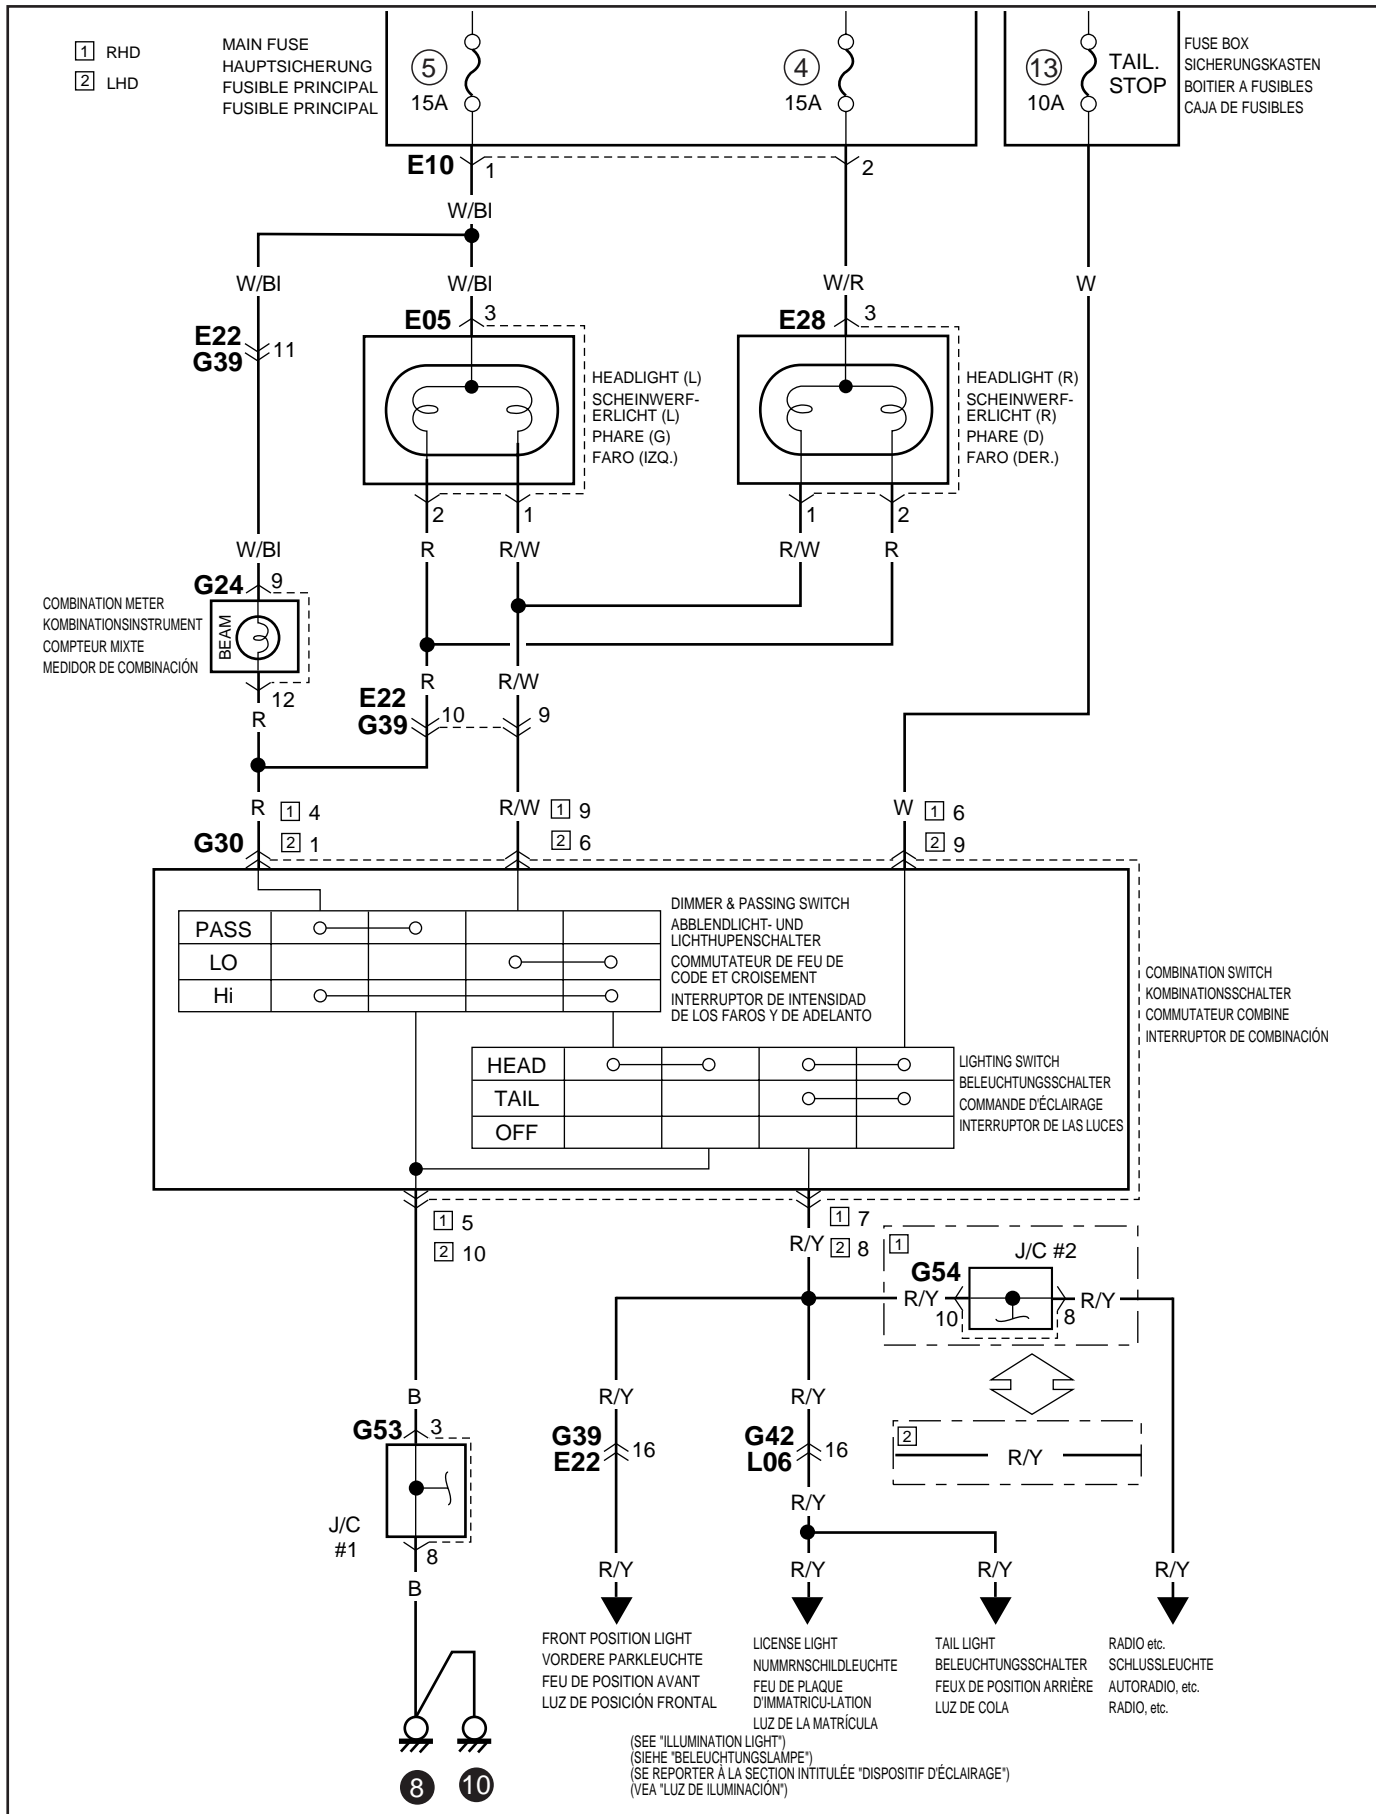 1 RHD
2 LHD
MAIN FUSE
HAUPTSICHERUNG
FUSIBLE PRINCIPAL
FUSIBLE PRINCIPAL
5
15A
4
15A
13
10A
TAIL.
STOP
FUSE BOX
SICHERUNGSKASTEN
BOITIER A FUSIBLES
CAJA DE FUSIBLES
E10
1
2
W/Bl
W/Bl
W/Bl
W/R
W
E05
3
E28
3
E22
G39
11
HEADLIGHT (L)
SCHEINWERF-
ERLICHT (L)
PHARE (G)
FARO (IZQ.)
HEADLIGHT (R)
SCHEINWERF-
ERLICHT (R)
PHARE (D)
FARO (DER.)
2
1
1
2
W/Bl
R
R/W
R/W
R
G24
9
COMBINATION METER
KOMBINATIONSINSTRUMENT
COMPTEUR MIXTE
MEDIDOR DE COMBINACIÓN
BEAM
12
R
R
R/W
E22
G39
10
9
R
1 4
2 1
R/W
1 9
2 6
W
1 6
2 9
G30
PASS
LO
Hi
DIMMER & PASSING SWITCH
ABBLENDLICHT- UND
LICHTHUPENSCHALTER
COMMUTATEUR DE FEU DE
CODE ET CROISEMENT
INTERRUPTOR DE INTENSIDAD
DE LOS FAROS Y DE ADELANTO
COMBINATION SWITCH
KOMBINATIONSSCHALTER
COMMUTATEUR COMBINE
INTERRUPTOR DE COMBINACIÓN
HEAD
TAIL
OFF
LIGHTING SWITCH
BELEUCHTUNGSSCHALTER
COMMANDE D'ÉCLAIRAGE
INTERRUPTOR DE LAS LUCES
1 5
2 10
1 7
R/Y 2 8
1
J/C #2
G54
R/Y
10
8
R/Y
B
R/Y
R/Y
2
R/Y
G53
3
G39
E22
16
G42
L06
16
R/Y
J/C
#1
8
B
R/Y
R/Y
R/Y
R/Y
FRONT POSITION LIGHT
VORDERE PARKLEUCHTE
FEU DE POSITION AVANT
LUZ DE POSICIÓN FRONTAL
LICENSE LIGHT
NUMMRNSCHILDLEUCHTE
FEU DE PLAQUE
D'IMMATRICU-LATION
LUZ DE LA MATRÍCULA
TAIL LIGHT
BELEUCHTUNGSSCHALTER
FEUX DE POSITION ARRIÈRE
LUZ DE COLA
RADIO etc.
SCHLUSSLEUCHTE
AUTORADIO, etc.
RADIO, etc.
(SEE "ILLUMINATION LIGHT")
(SIEHE "BELEUCHTUNGSLAMPE")
(SE REPORTER À LA SECTION INTITULÉE "DISPOSITIF D'ÉCLAIRAGE")
(VEA "LUZ DE ILUMINACIÓN")
8
10